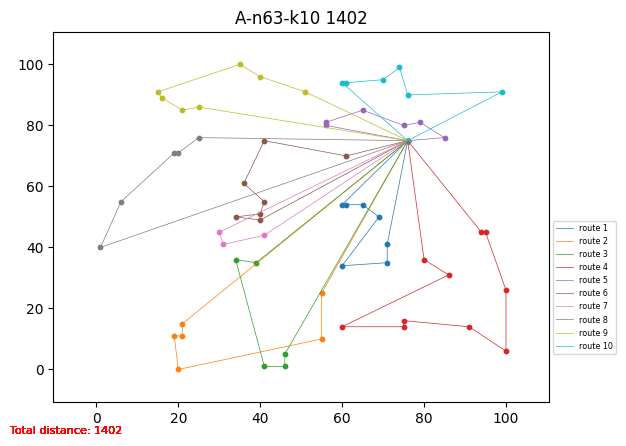 A-n63-k10 1402
100
80
60
40
20
0
0 20 40 60 80 100
route 1
route 2
route 3
route 4
route 5
route 6
route 7
route 8
route 9
route 10
Total distance: 1402